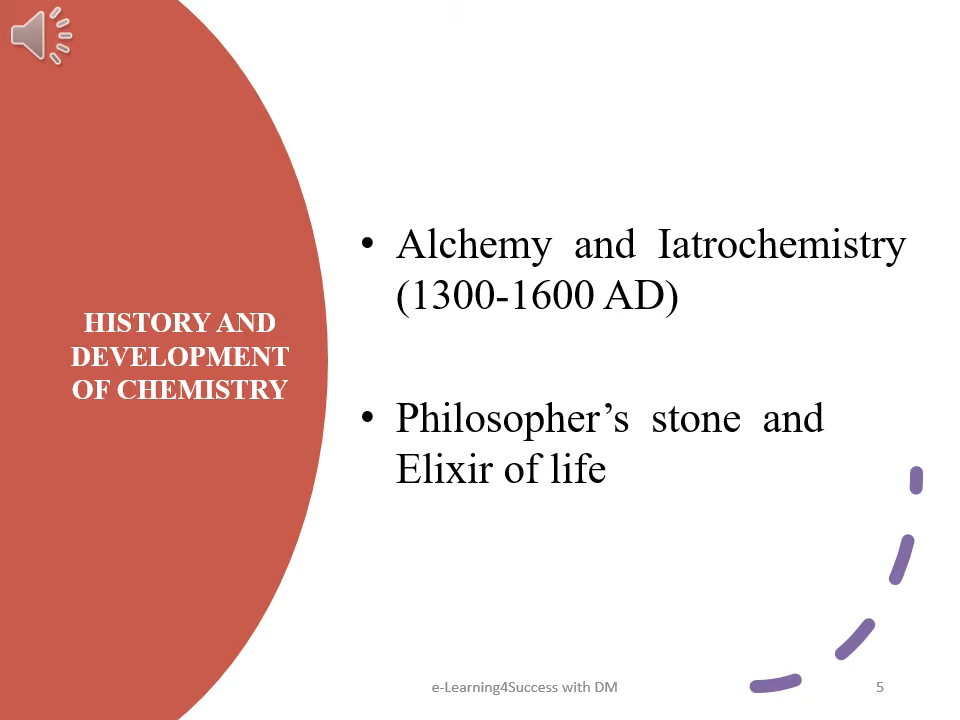 HISTORY AND
DEVELOPMENT
OF CHEMISTRY
• Alchemy and Iatrochemistry
(1300-1600 AD)
• Philosopher’s stone and
Elixir of life
e-Learning4Success with DM
5